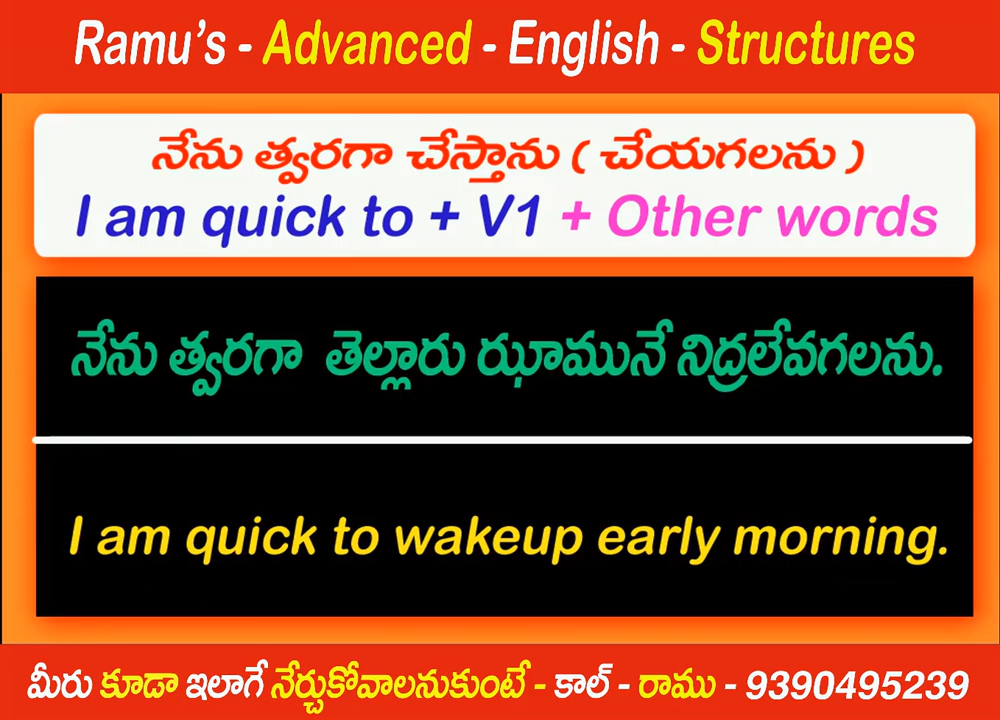 Ramu's - Advanced - English - Structures
నేను త్వరగా చేస్తాను ( చేయగలను )
I am quick to + V1 + Other words
నేను త్వరగా తెల్లారు ఝామునే నిద్రలేవగలను.
I am quick to wakeup early morning.
మీరు కూడా ఇలాగే నేర్చుకోవాలనుకుంటే - కాల్ - రాము - 9390495239